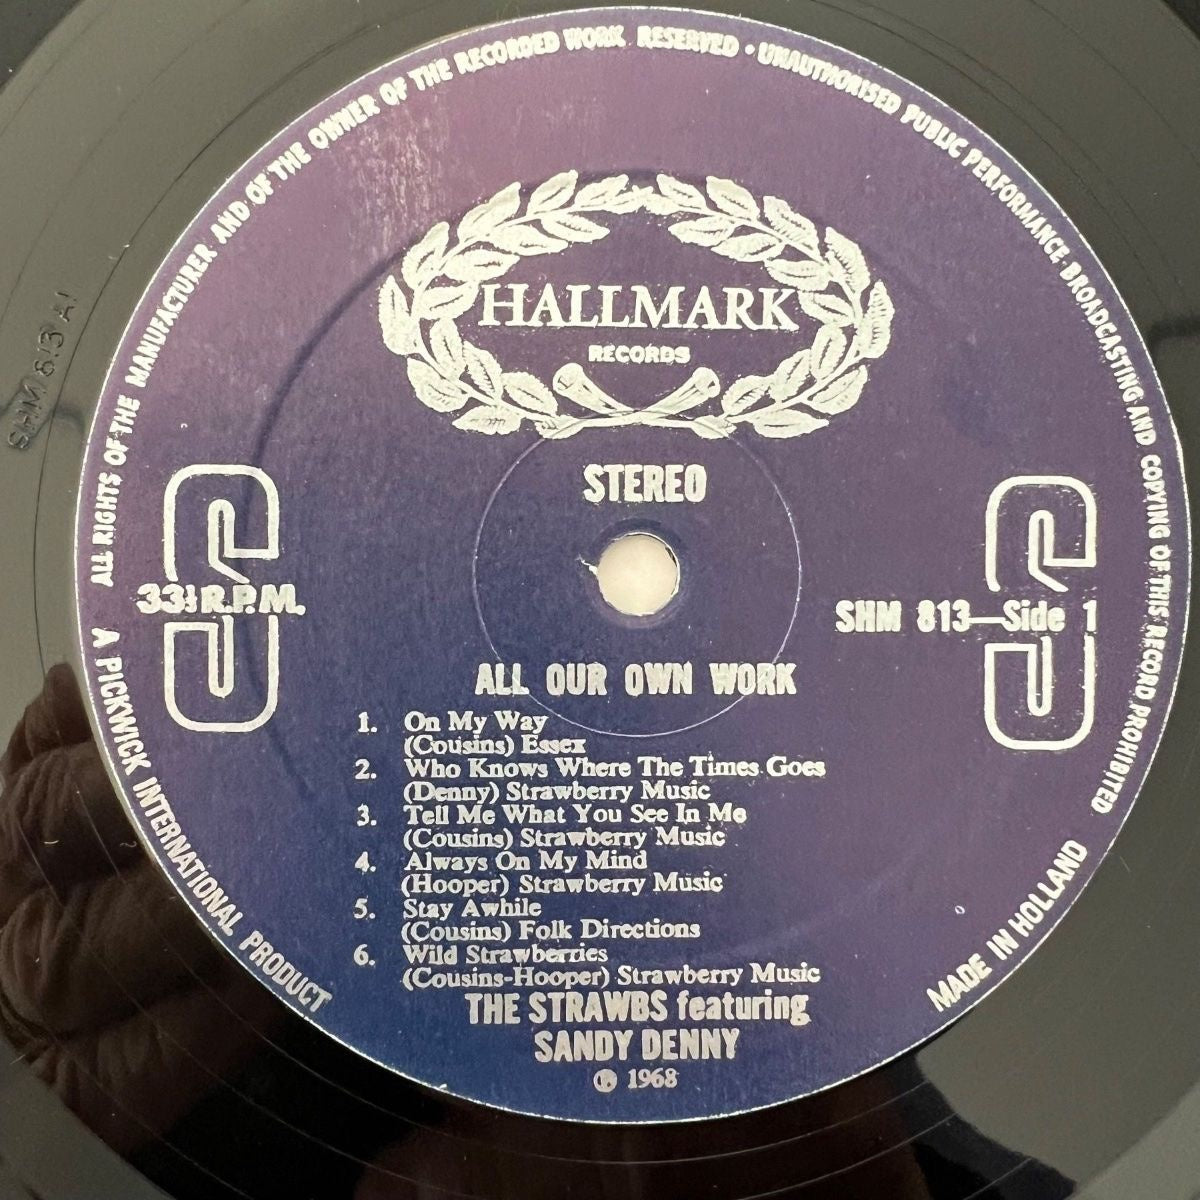 ALL RIGHTS OF THE MANUFACTURER AND OF THE OWNER OF THE RECORDED WORK RESERVED · UNAUTHORISED PUBLIC PERFORMANCE · BROADCASTING AND COPYING OF THIS RECORD PROHIBITED
HALLMARK
RECORDS
STEREO
S
33⅓ R.P.M.
S
SHM 813—Side 1
ALL OUR OWN WORK
1. On My Way
(Cousins) Essex
2. Who Knows Where The Times Goes
(Denny) Strawberry Music
3. Tell Me What You See In Me
(Cousins) Strawberry Music
4. Always On My Mind
(Hooper) Strawberry Music
5. Stay Awhile
(Cousins) Folk Directions
6. Wild Strawberries
(Cousins-Hooper) Strawberry Music
THE STRAWBS featuring
SANDY DENNY
℗ 1968
A PICKWICK INTERNATIONAL PRODUCT
MADE IN HOLLAND
SHM 813 A1